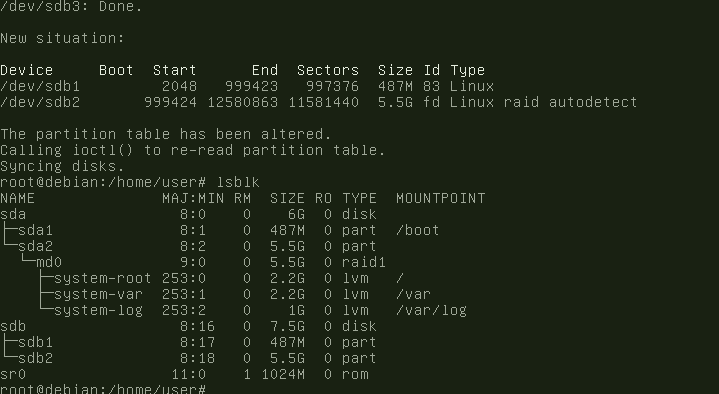 /dev/sdb3: Done.

New situation:

Device     Boot  Start      End  Sectors  Size Id Type
/dev/sdb1         2048   999423   997376  487M 83 Linux
/dev/sdb2       999424 12580863 11581440  5.5G fd Linux raid autodetect

The partition table has been altered.
Calling ioctl() to re-read partition table.
Syncing disks.
root@debian:/home/user# lsblk
NAME              MAJ:MIN RM  SIZE RO TYPE  MOUNTPOINT
sda                 8:0    0    6G  0 disk
├─sda1              8:1    0  487M  0 part  /boot
└─sda2              8:2    0  5.5G  0 part
  └─md0             9:0    0  5.5G  0 raid1
    ├─system-root 253:0    0  2.2G  0 lvm   /
    ├─system-var  253:1    0  2.2G  0 lvm   /var
    └─system-log  253:2    0    1G  0 lvm   /var/log
sdb                 8:16   0  7.5G  0 disk
├─sdb1              8:17   0  487M  0 part
└─sdb2              8:18   0  5.5G  0 part
sr0                11:0    1 1024M  0 rom
root@debian:/home/user#